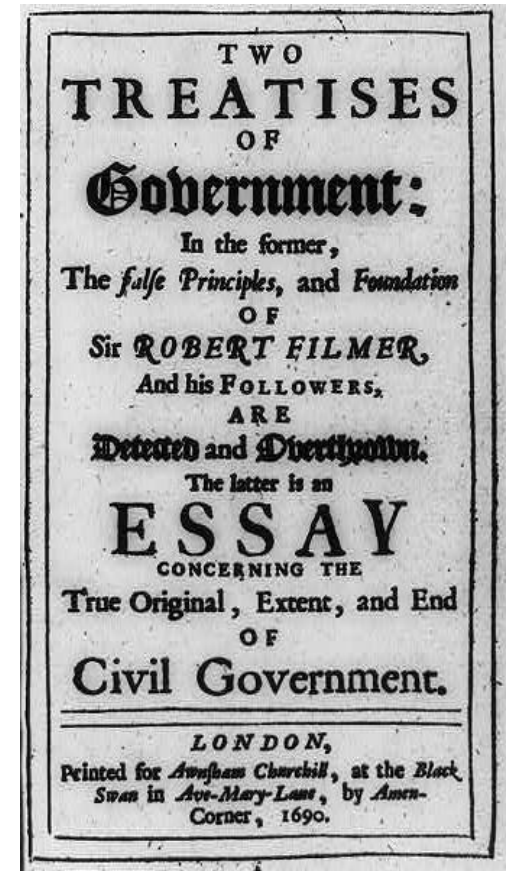 TWO
TREATISES
OF
Government:
In the former,
The false Principles, and Foundation
OF
Sir ROBERT FILMER,
And his FOLLOWERS,
ARE
Detected and Overthrown.
The latter is an
ESSAY
CONCERNING THE
True Original, Extent, and End
OF
Civil Government.
LONDON,
Printed for Awnsham Churchill, at the Black
Swan in Ave-Mary-Lane, by Amen-
Corner, 1690.